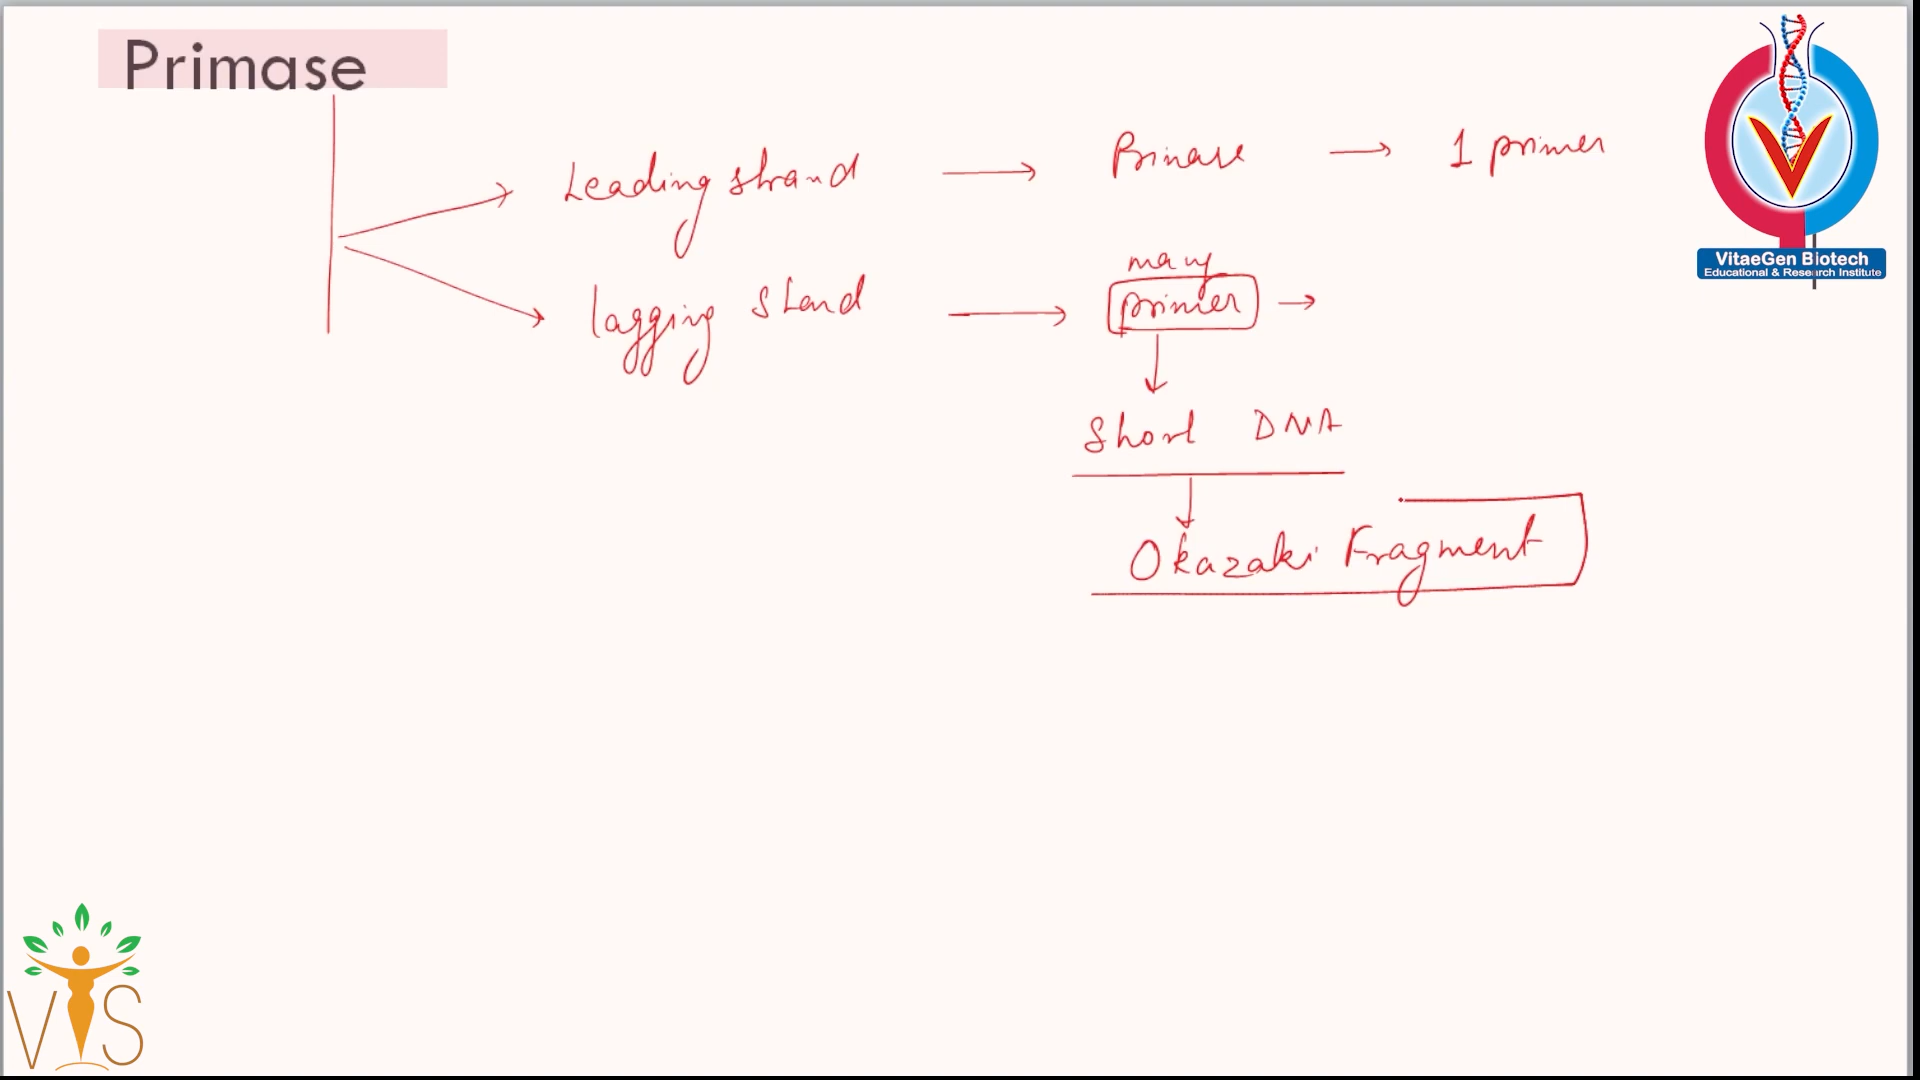 Primase
Leading strand → Primase → 1 primer
lagging strand → many primer →
Short DNA
Okazaki Fragment
VitaeGen Biotech
Educational & Research Institute
VIS